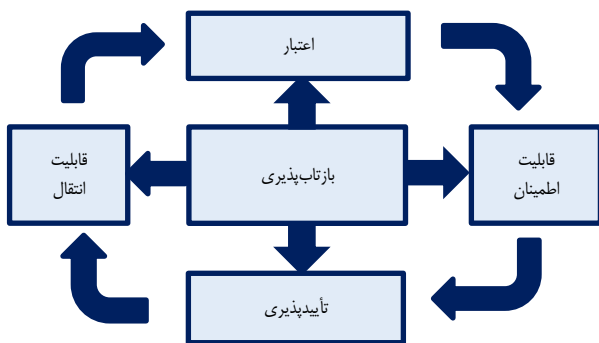 اعتبار
قابلیت
اطمینان
بازتاب‌پذیری
قابلیت
انتقال
تأییدپذیری